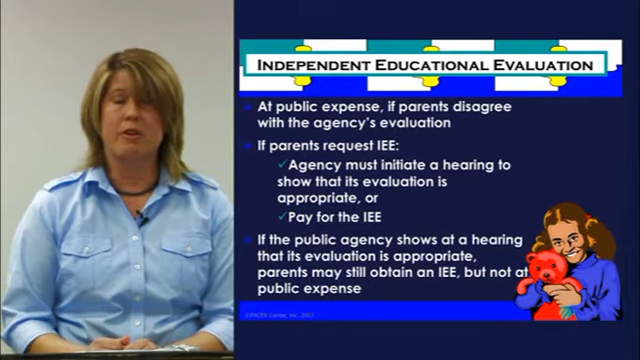 INDEPENDENT EDUCATIONAL EVALUATION
At public expense, if parents disagree
with the agency's evaluation
If parents request IEE:
✓Agency must initiate a hearing to
show that its evaluation is
appropriate, or
✓Pay for the IEE
If the public agency shows at a hearing
that its evaluation is appropriate,
parents may still obtain an IEE, but not at
public expense
©PACER Center, Inc. 2007